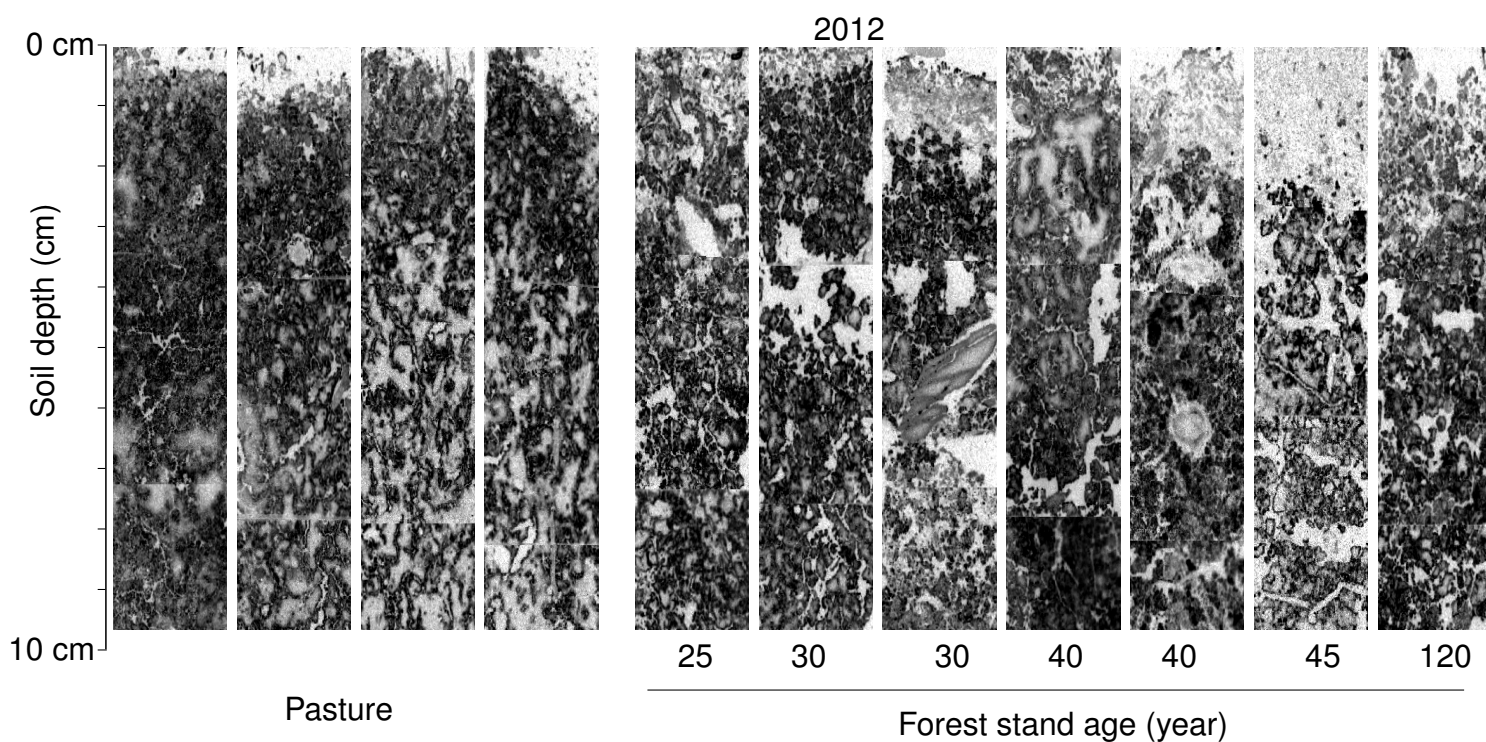 2012
0 cm
Soil depth (cm)
10 cm
25 30 30 40 40 45 120
Pasture
Forest stand age (year)